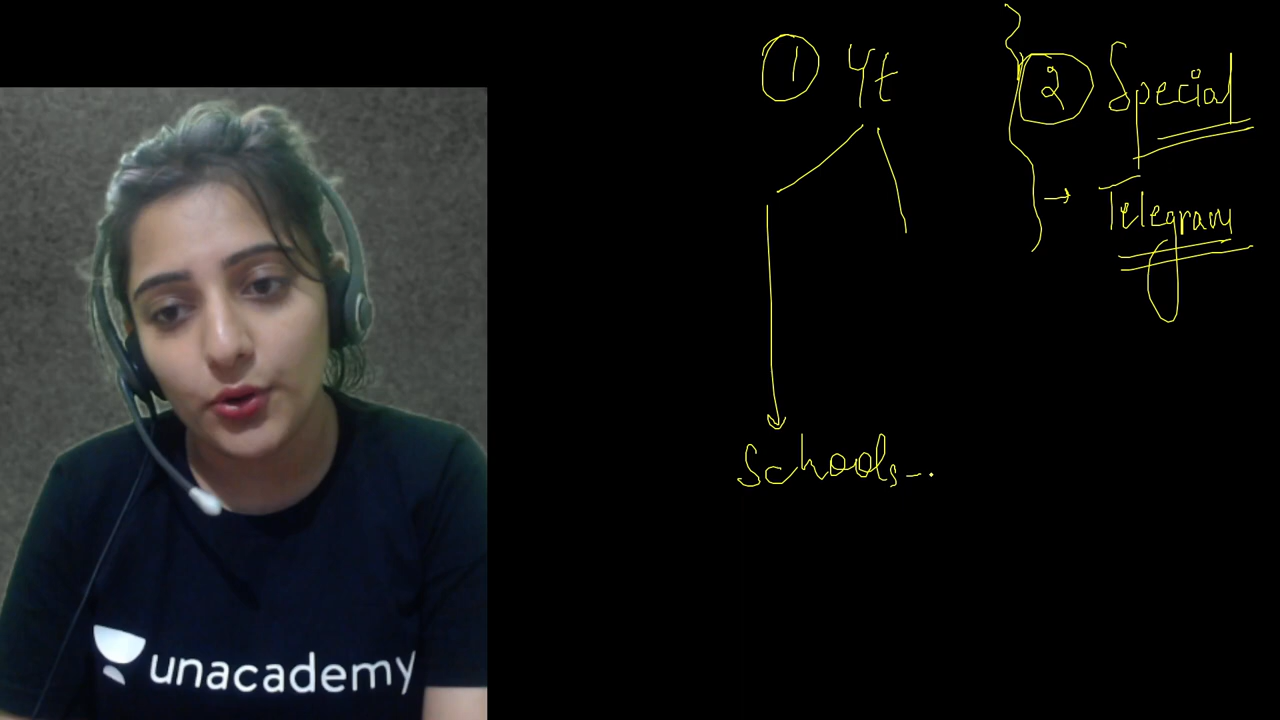 1 Yt
2 Special
→ Telegram
Schools-.
unacademy